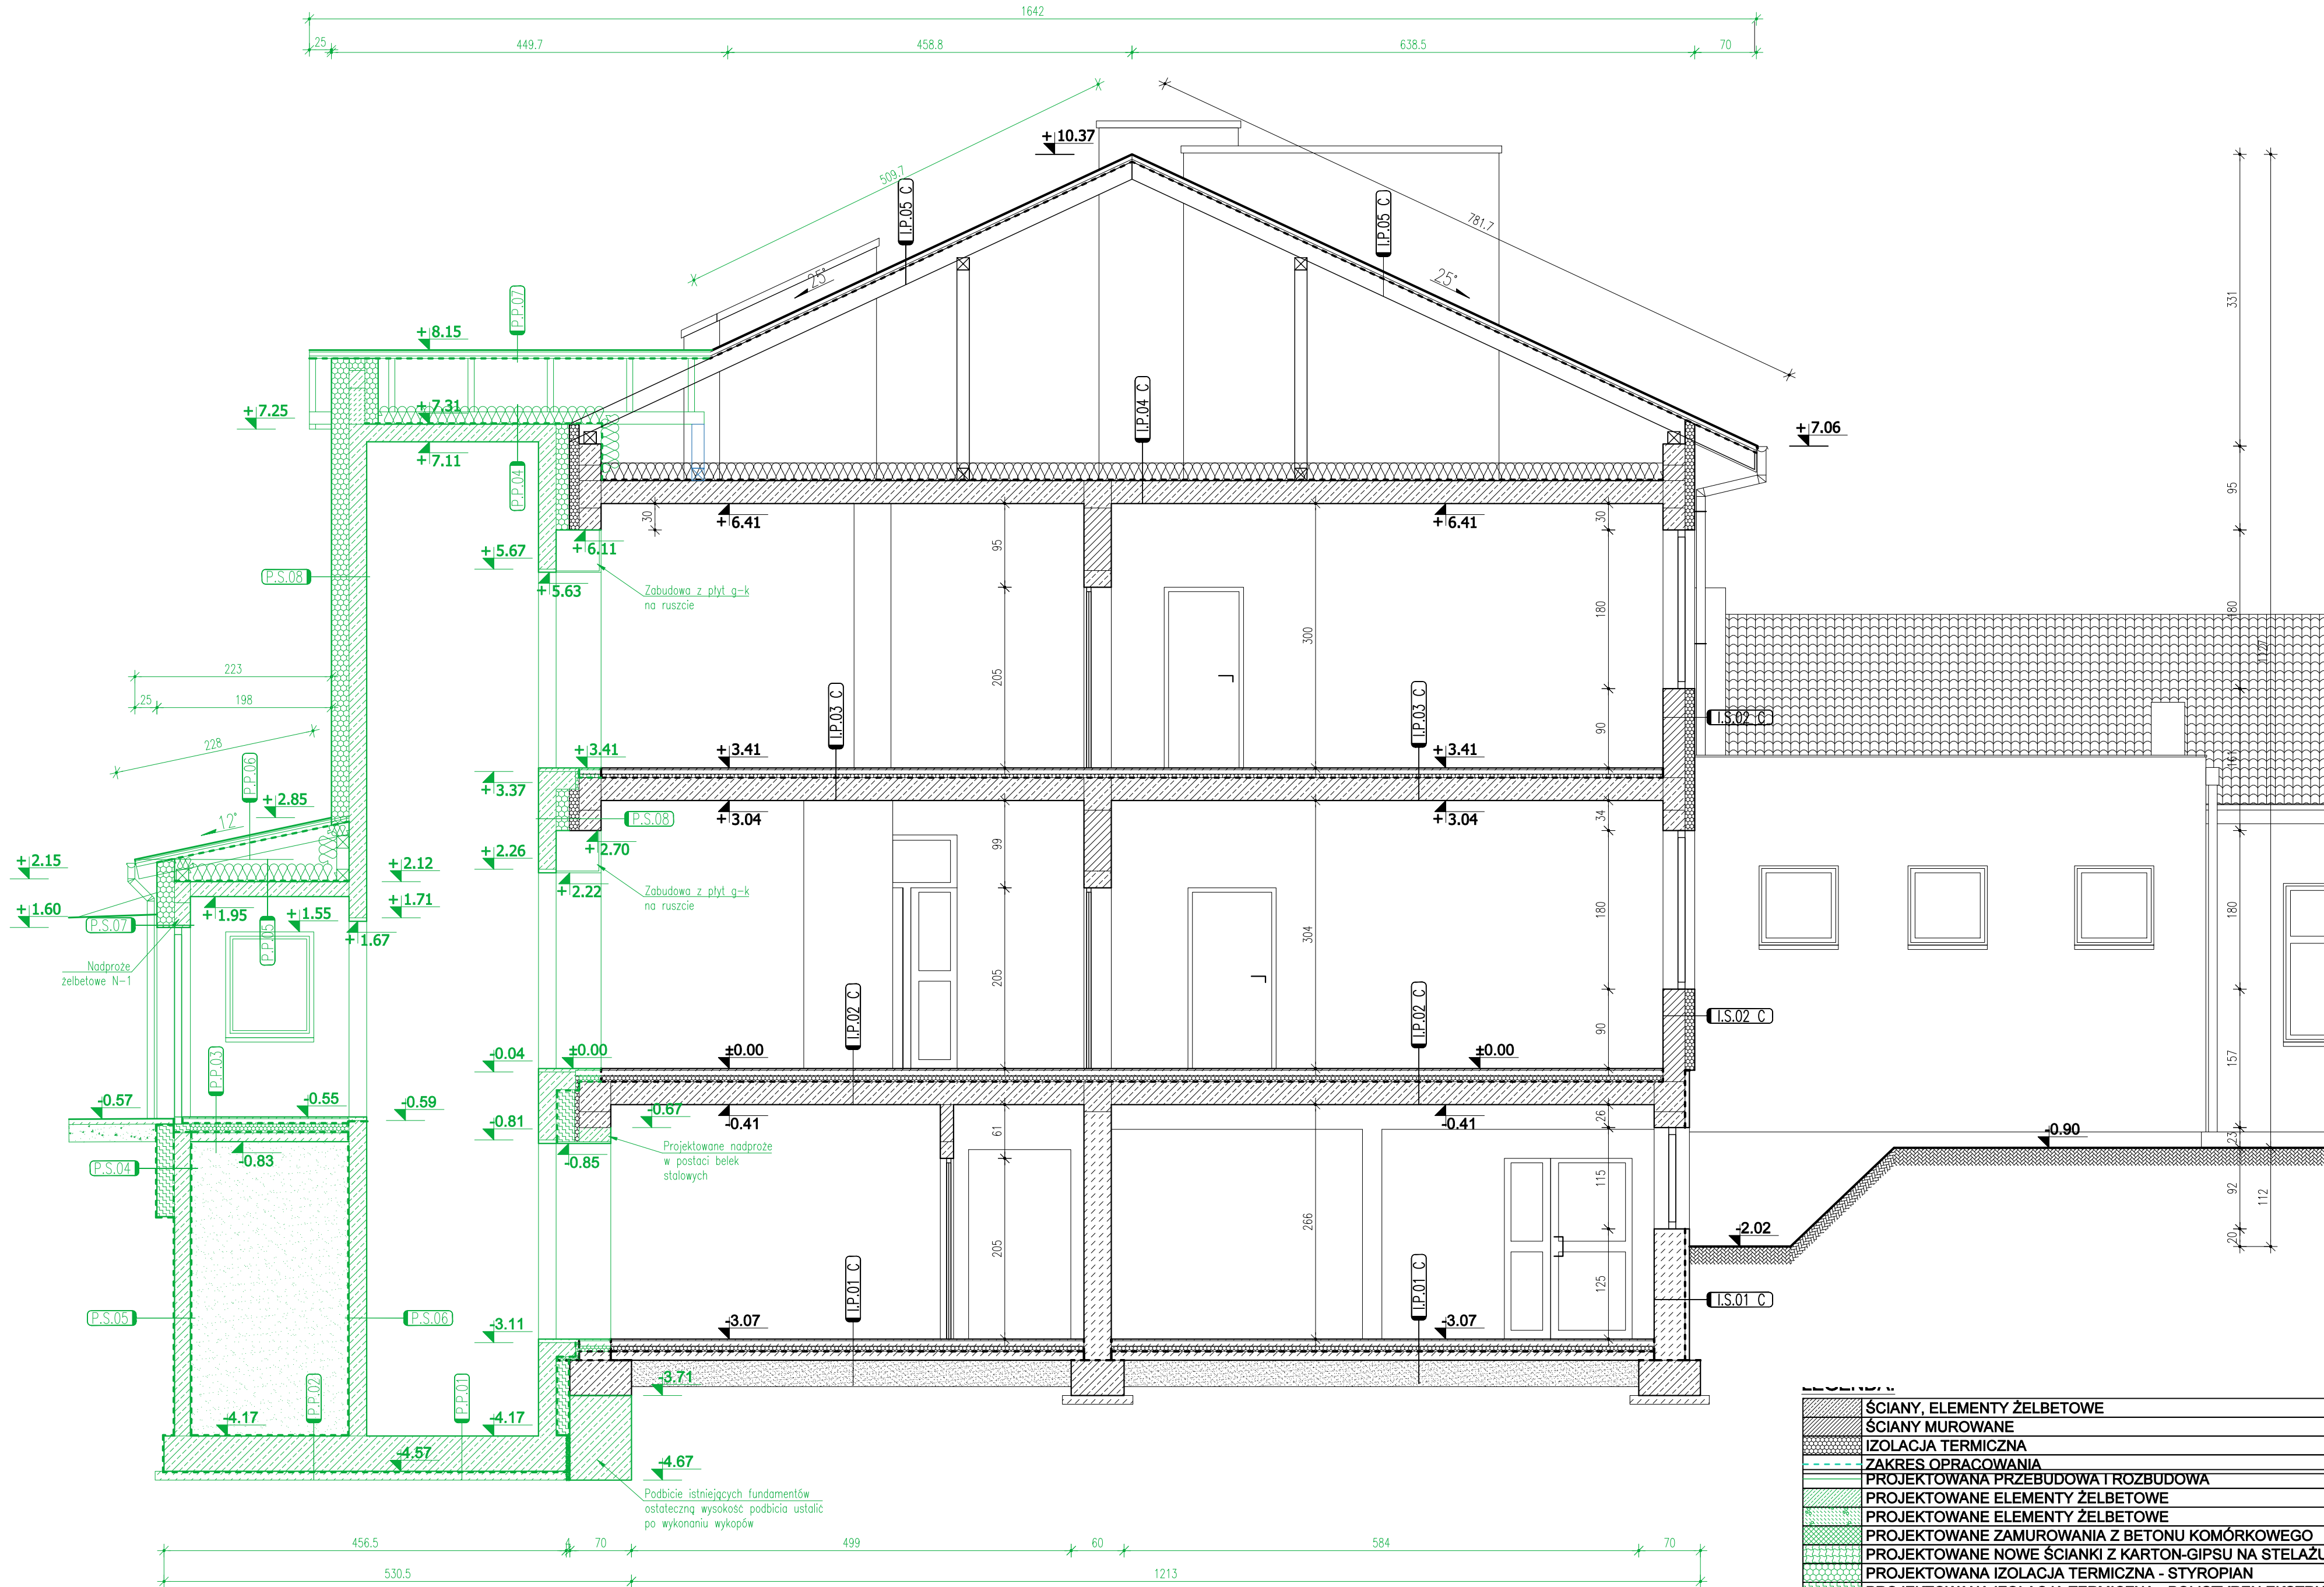 1642
25
449.7
458.8
638.5
70
509.7
781.7
+10.37
I.P.05 C
I.P.05 C
25°
25°
P.P.07
+8.15
+7.25
+7.31
+7.11
P.P.04
I.P.04 C
+7.06
331
95
180
1127
161
180
157
23
92
112
20
30
+6.41
+6.41
30
95
300
180
205
90
+5.67
+6.11
+5.63
Zabudowa z płyt g-k
na ruszcie
P.S.08
223
25
198
228
P.P.06
12°
+2.85
I.P.03 C
I.P.03 C
I.S.02 C
+3.41
+3.41
+3.41
+3.37
+3.04
+3.04
P.S.08
34
99
304
180
205
90
+2.15
+2.12
+2.26
+2.70
+2.22
Zabudowa z płyt g-k
na ruszcie
+1.60
+1.95
+1.55
+1.71
+1.67
P.S.07
P.P.05
Nadproże
żelbetowe N-1
I.P.02 C
I.P.02 C
I.S.02 C
P.P.03
-0.04
±0.00
±0.00
±0.00
-0.57
-0.55
-0.59
-0.81
-0.67
-0.41
-0.41
26
61
-0.83
-0.85
Projektowane nadproże
w postaci belek
stalowych
P.S.04
-0.90
115
266
205
125
-2.02
I.P.01 C
I.P.01 C
I.S.01 C
P.S.05
P.S.06
-3.11
-3.07
-3.07
P.P.02
P.P.01
-3.71
-4.17
-4.17
-4.57
-4.67
Podbicie istniejących fundamentów
ostateczną wysokość podbicia ustalić
po wykonaniu wykopów
456.5
4
70
499
60
584
70
530.5
1213
LEGENDA:
ŚCIANY, ELEMENTY ŻELBETOWE
ŚCIANY MUROWANE
IZOLACJA TERMICZNA
ZAKRES OPRACOWANIA
PROJEKTOWANA PRZEBUDOWA I ROZBUDOWA
PROJEKTOWANE ELEMENTY ŻELBETOWE
PROJEKTOWANE ELEMENTY ŻELBETOWE
PROJEKTOWANE ZAMUROWANIA Z BETONU KOMÓRKOWEGO
PROJEKTOWANE NOWE ŚCIANKI Z KARTON-GIPSU NA STELAŻU
PROJEKTOWANA IZOLACJA TERMICZNA - STYROPIAN